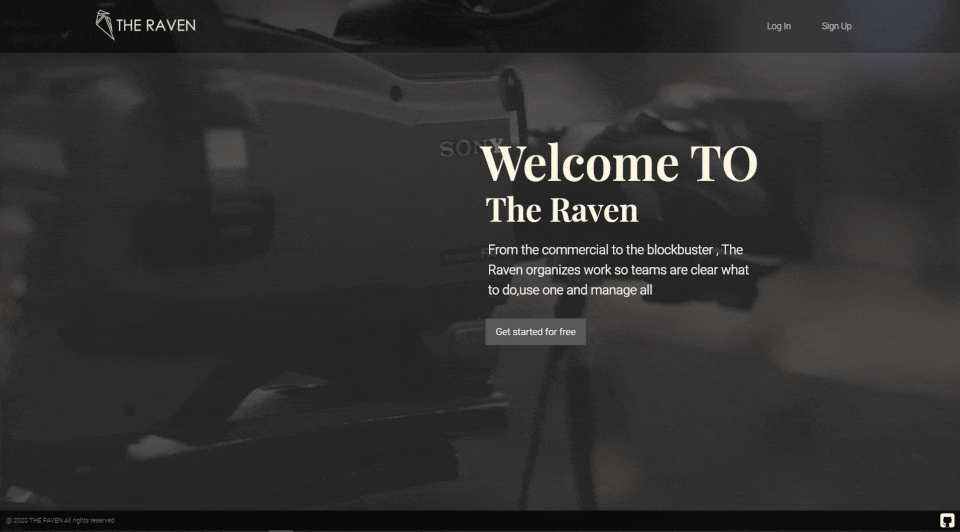 THE RAVEN
Log In
Sign Up
SONY
Welcome TO
The Raven
From the commercial to the blockbuster , The
Raven organizes work so teams are clear what
to do,use one and manage all
Get started for free
@ 2020 THE RAVEN All rights reserved